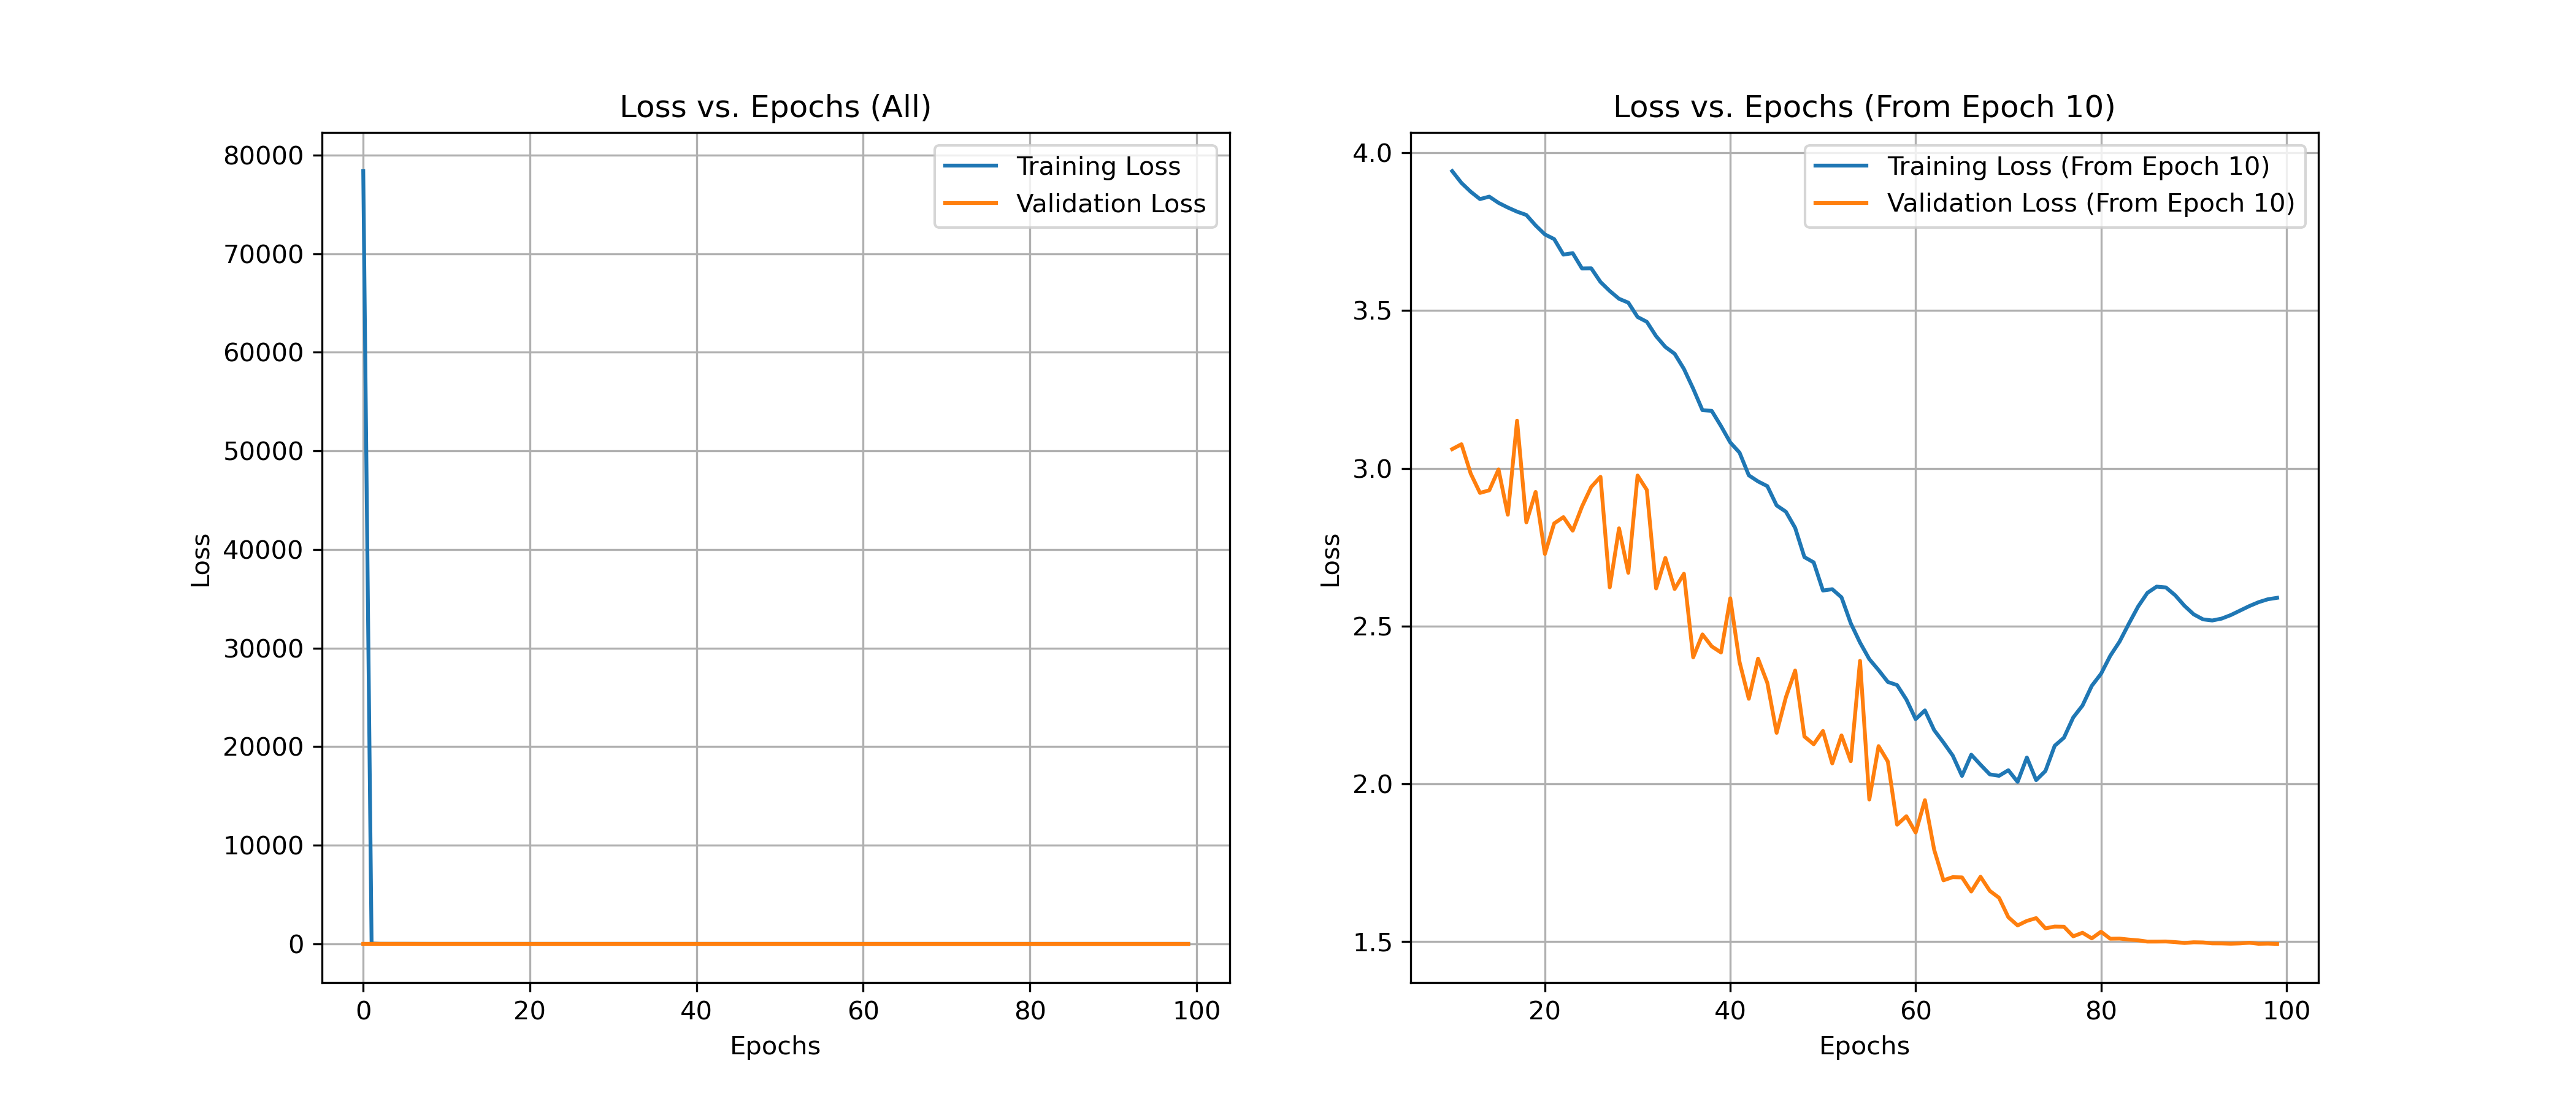 Loss vs. Epochs (All)
80000
70000
60000
50000
40000
30000
20000
10000
0
Loss
Training Loss
Validation Loss
0 20 40 60 80 100
Epochs
Loss vs. Epochs (From Epoch 10)
4.0
3.5
3.0
2.5
2.0
1.5
Loss
Training Loss (From Epoch 10)
Validation Loss (From Epoch 10)
20 40 60 80 100
Epochs